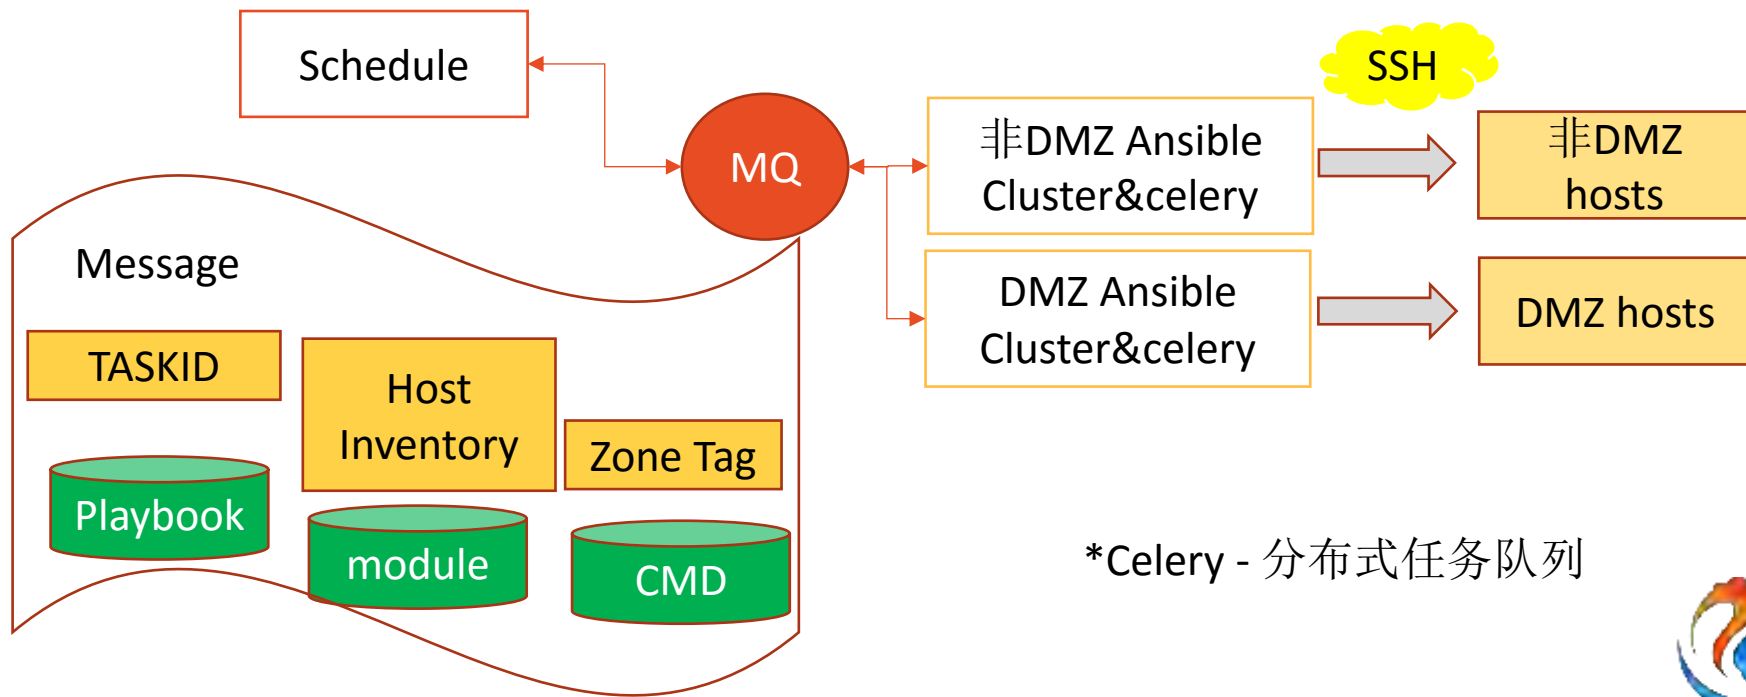 Schedule
MQ
SSH
非DMZ Ansible
Cluster&celery
非DMZ
hosts
DMZ Ansible
Cluster&celery
DMZ hosts
Message
TASKID
Host
Inventory
Zone Tag
Playbook
module
CMD
*Celery - 分布式任务队列